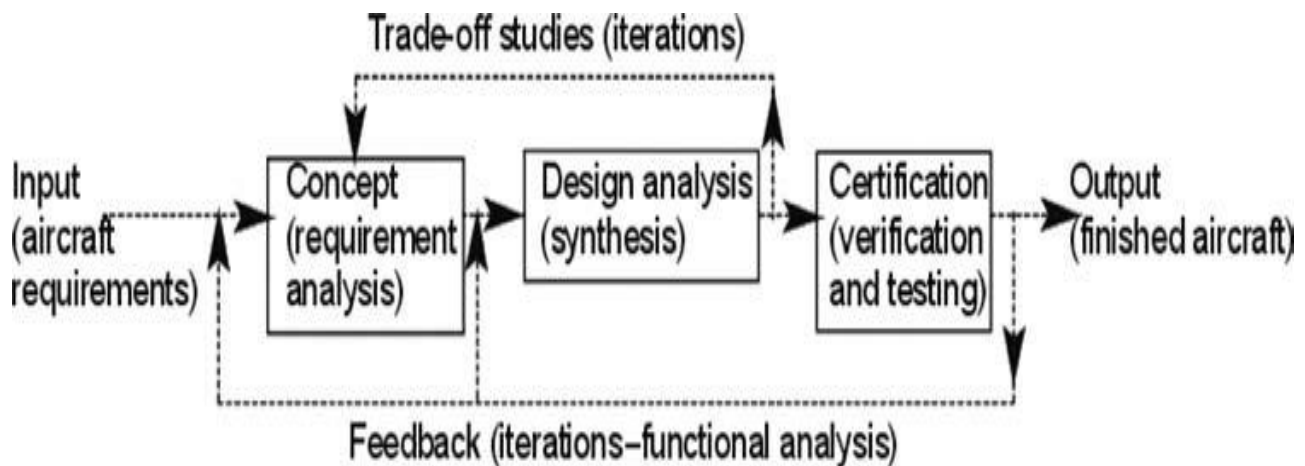 Trade-off studies (iterations)
Input
(aircraft
requirements)
Concept
(requirement
analysis)
Design analysis
(synthesis)
Certification
(verification
and testing)
Output
(finished aircraft)
Feedback (iterations–functional analysis)